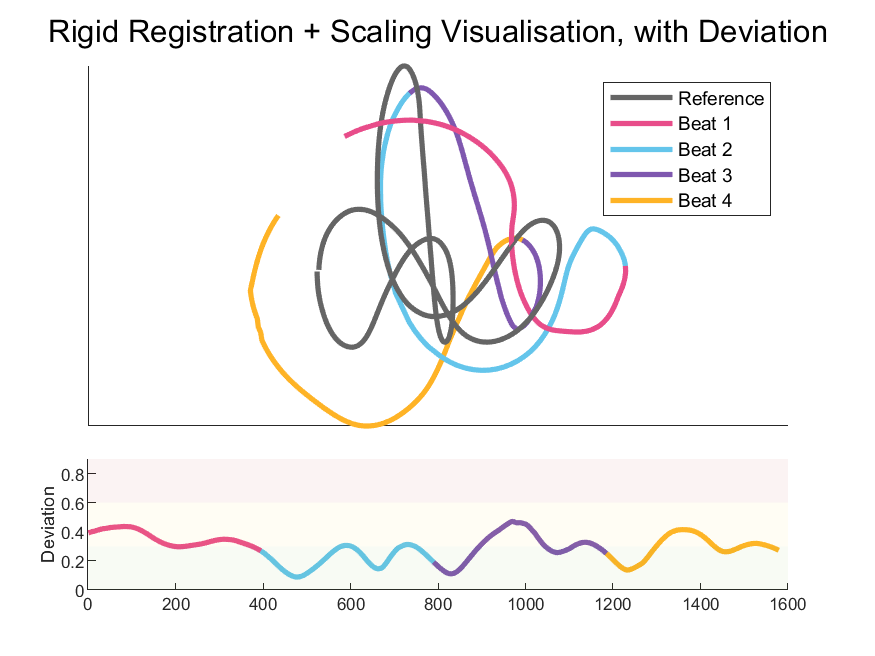 Rigid Registration + Scaling Visualisation, with Deviation
Reference
Beat 1
Beat 2
Beat 3
Beat 4
Deviation
0.8
0.6
0.4
0.2
0
0 200 400 600 800 1000 1200 1400 1600